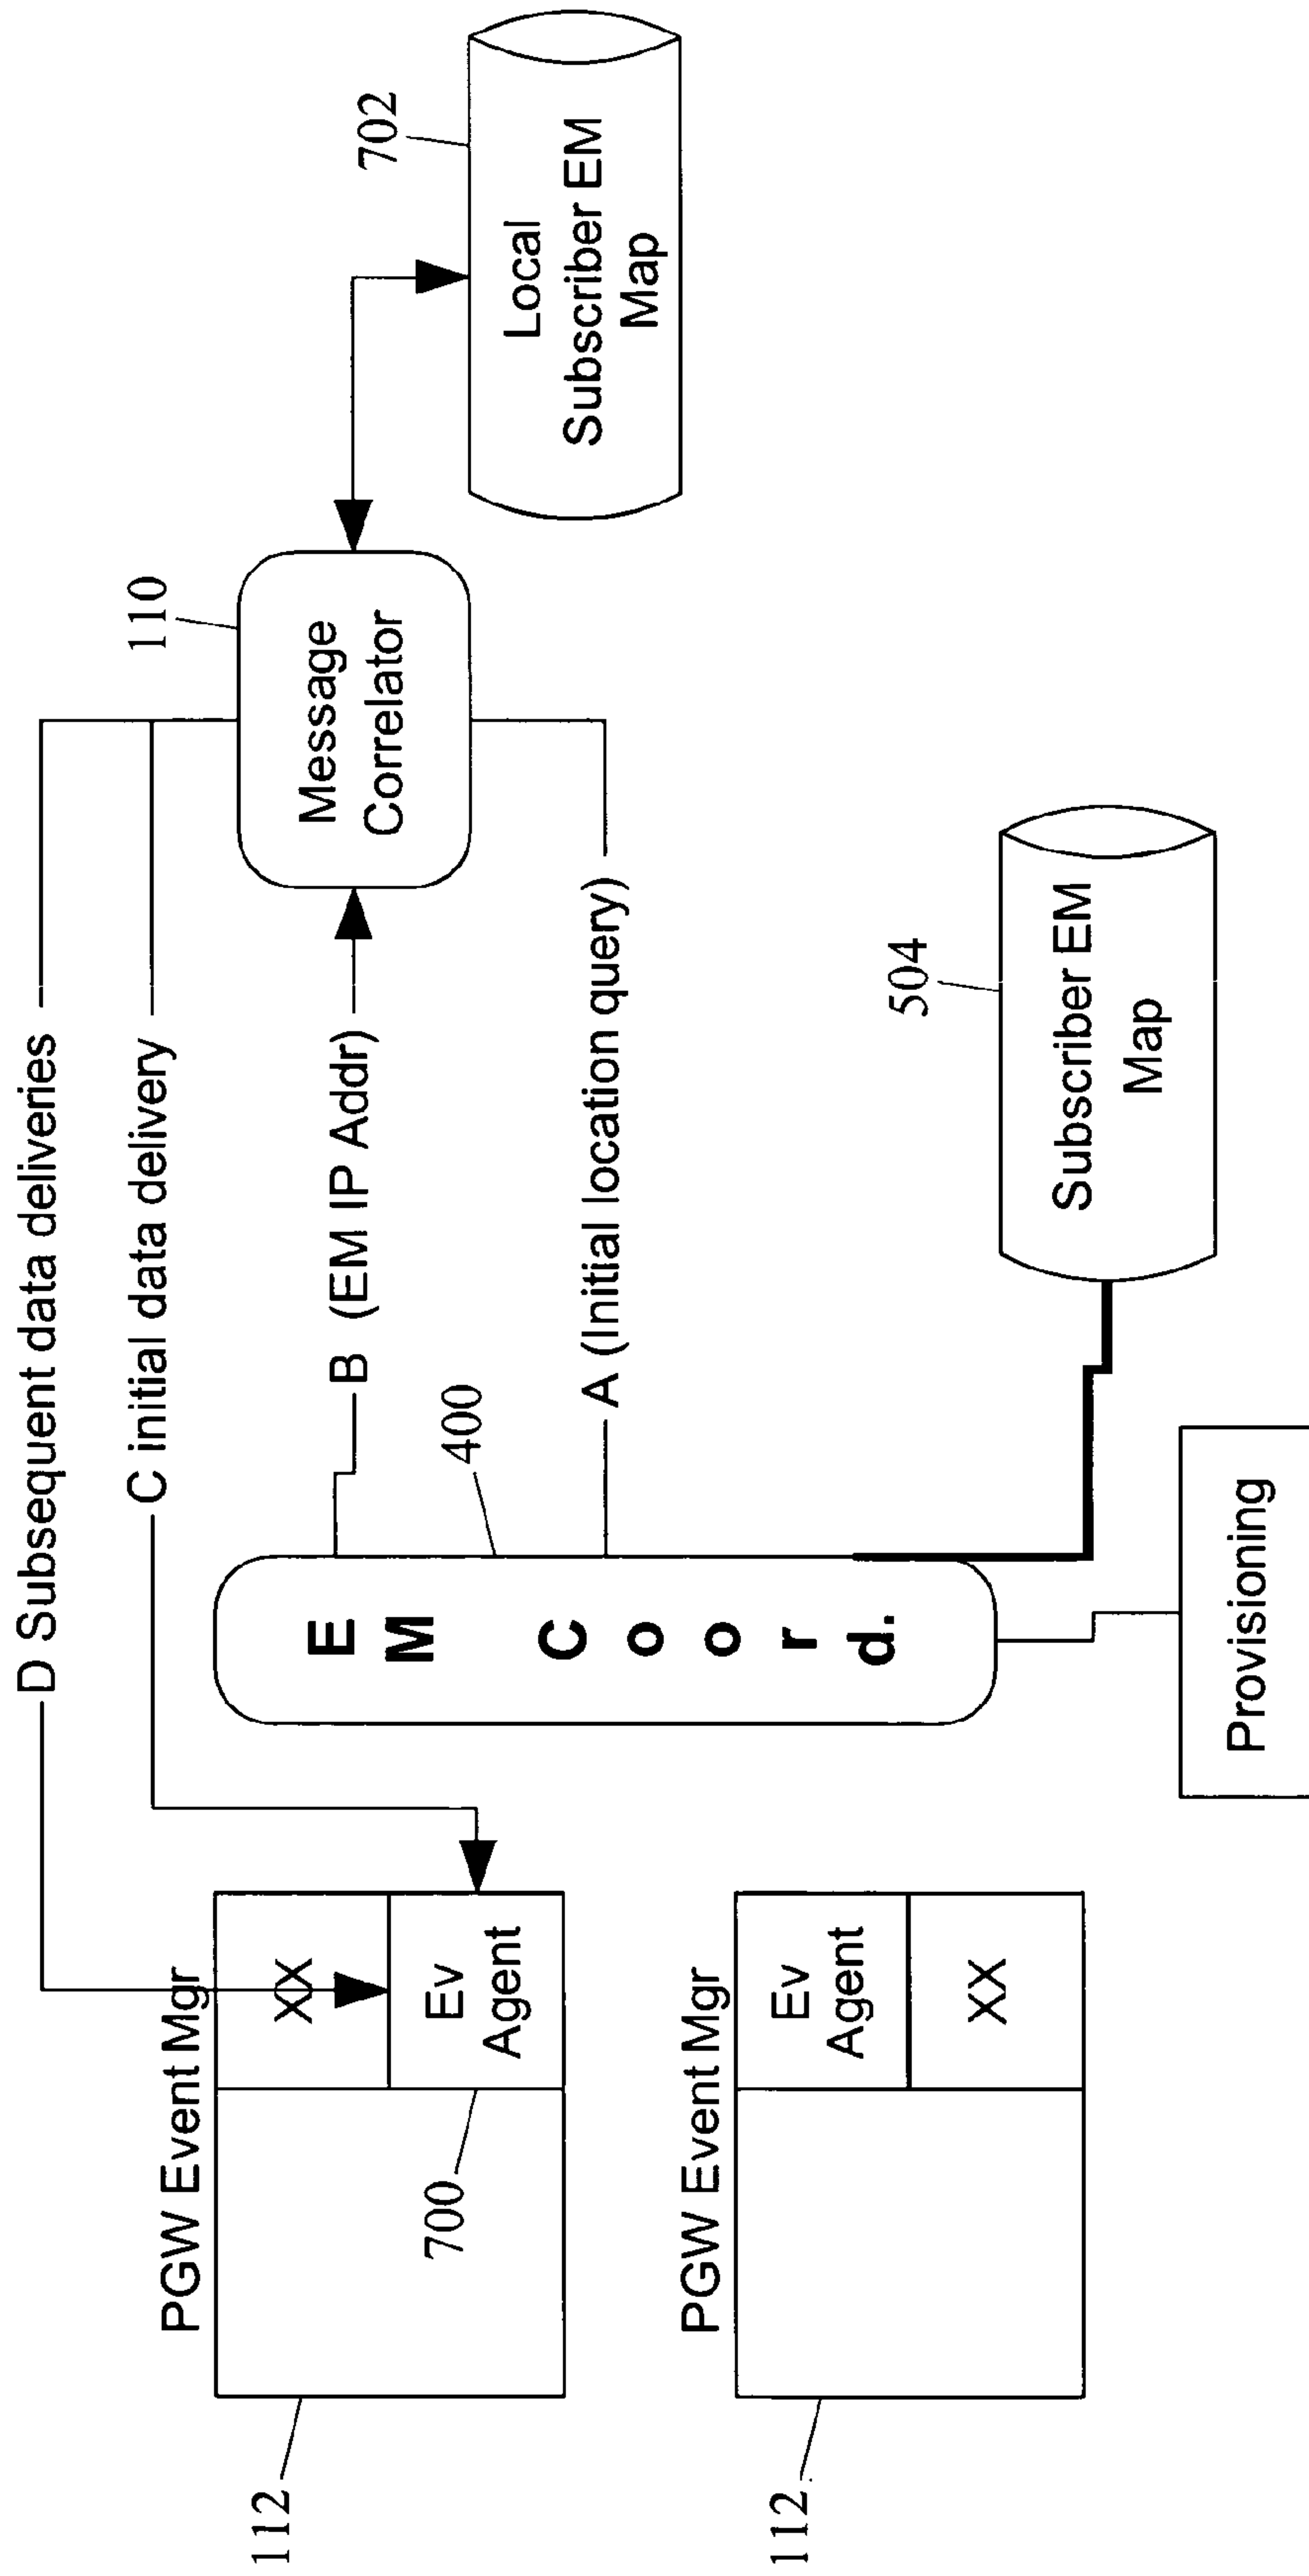 D Subsequent data deliveries
C initial data delivery
PGW Event Mgr
112
XX
Ev
Agent
700
EM Coord.
400
B (EM IP Addr)
A (Initial location query)
110
Message
Correlator
702
Local
Subscriber EM
Map
PGW Event Mgr
112
Ev
Agent
XX
504
Subscriber EM
Map
Provisioning